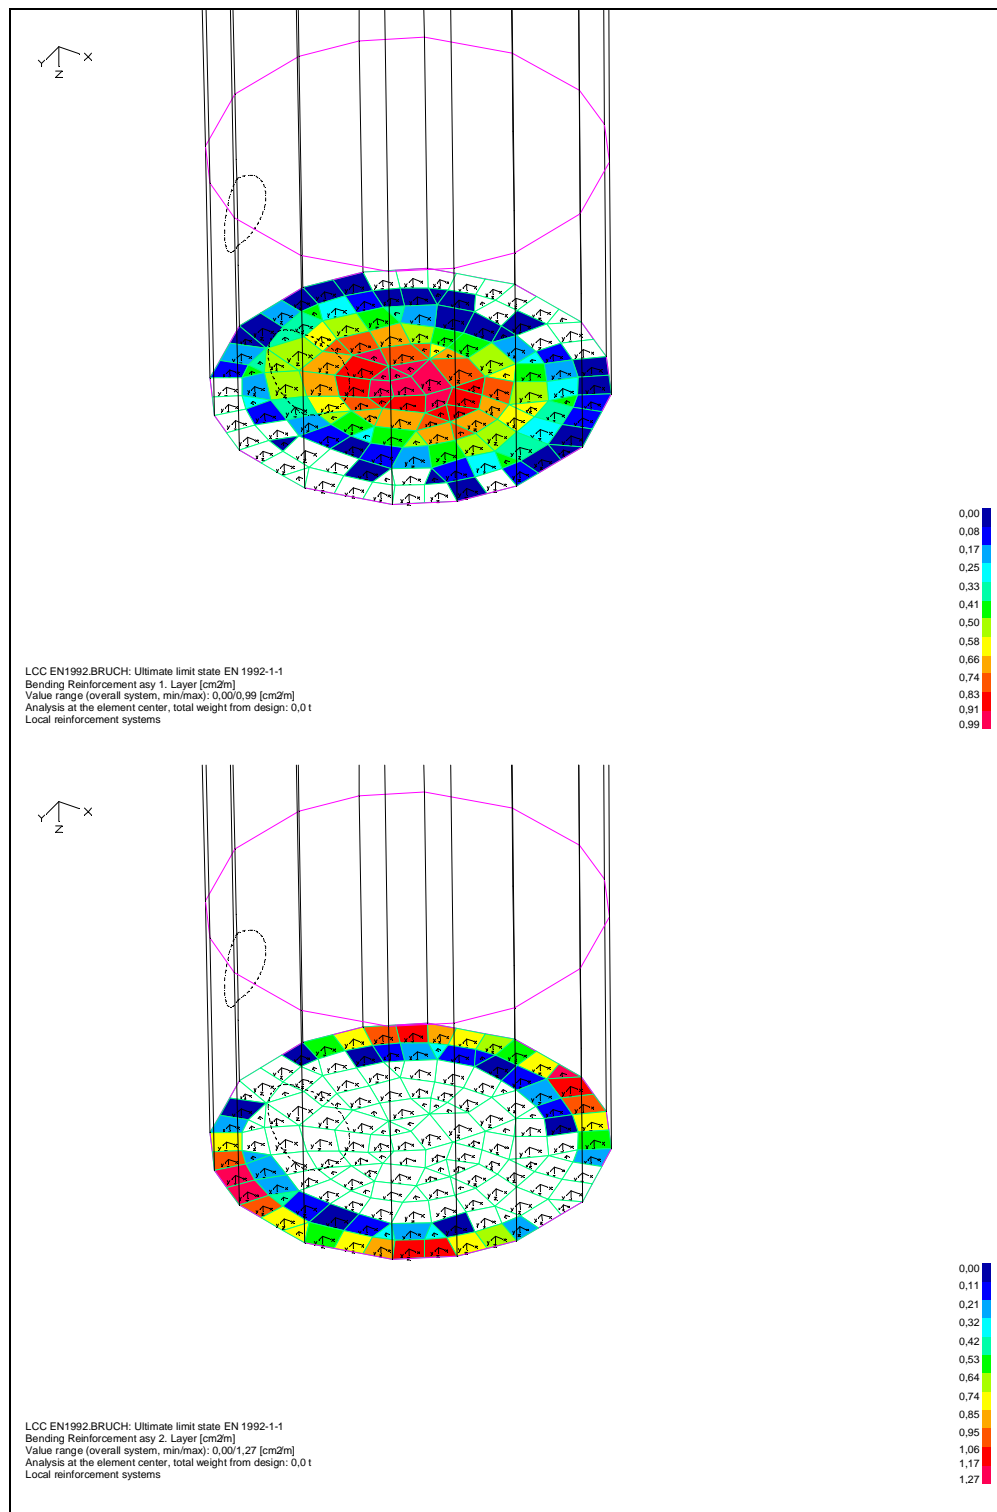 Y X
Z
0,00
0,08
0,17
0,25
0,33
0,41
0,50
0,58
0,66
0,74
0,83
0,91
0,99
LCC EN1992.BRUCH: Ultimate limit state EN 1992-1-1
Bending Reinforcement asy 1. Layer [cm2/m]
Value range (overall system, min/max): 0,00/0,99 [cm2/m]
Analysis at the element center, total weight from design: 0,0 t
Local reinforcement systems
Y X
Z
0,00
0,11
0,21
0,32
0,42
0,53
0,64
0,74
0,85
0,95
1,06
1,17
1,27
LCC EN1992.BRUCH: Ultimate limit state EN 1992-1-1
Bending Reinforcement asy 2. Layer [cm2/m]
Value range (overall system, min/max): 0,00/1,27 [cm2/m]
Analysis at the element center, total weight from design: 0,0 t
Local reinforcement systems